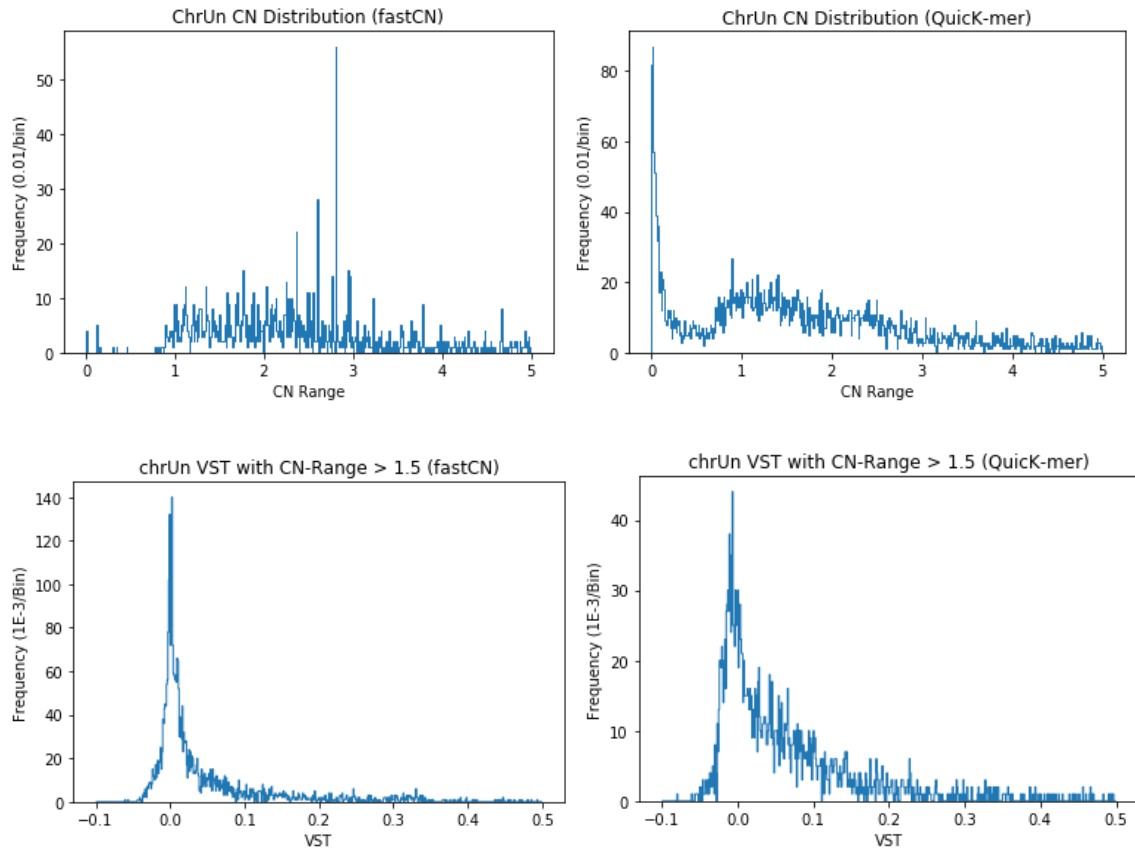 ChrUn CN Distribution (fastCN)
Frequency (0.01/bin)
50
40
30
20
10
0
0 1 2 3 4 5
CN Range
ChrUn CN Distribution (QuicK-mer)
Frequency (0.01/bin)
80
60
40
20
0
0 1 2 3 4 5
CN Range
chrUn VST with CN-Range > 1.5 (fastCN)
Frequency (1E-3/Bin)
140
120
100
80
60
40
20
0
−0.1 0.0 0.1 0.2 0.3 0.4 0.5
VST
chrUn VST with CN-Range > 1.5 (QuicK-mer)
Frequency (1E-3/Bin)
40
30
20
10
0
−0.1 0.0 0.1 0.2 0.3 0.4 0.5
VST